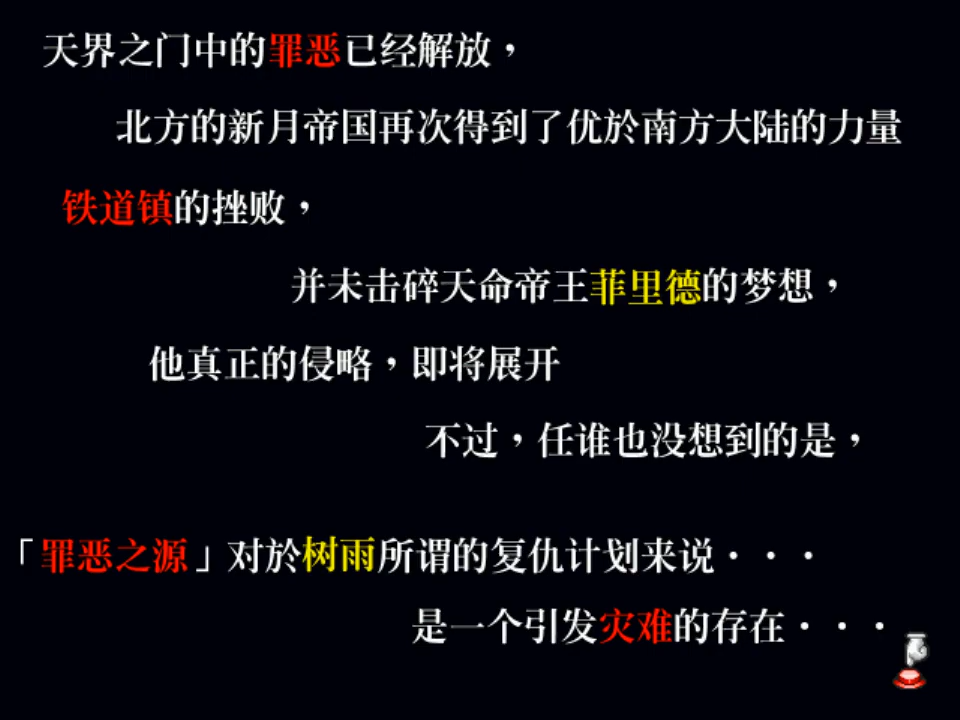 天界之门中的罪恶已经解放，
北方的新月帝国再次得到了优於南方大陆的力量
铁道镇的挫败，
并未击碎天命帝王菲里德的梦想，
他真正的侵略，即将展开
不过，任谁也没想到的是，
「罪恶之源」对於树雨所谓的复仇计划来说···
是一个引发灾难的存在···